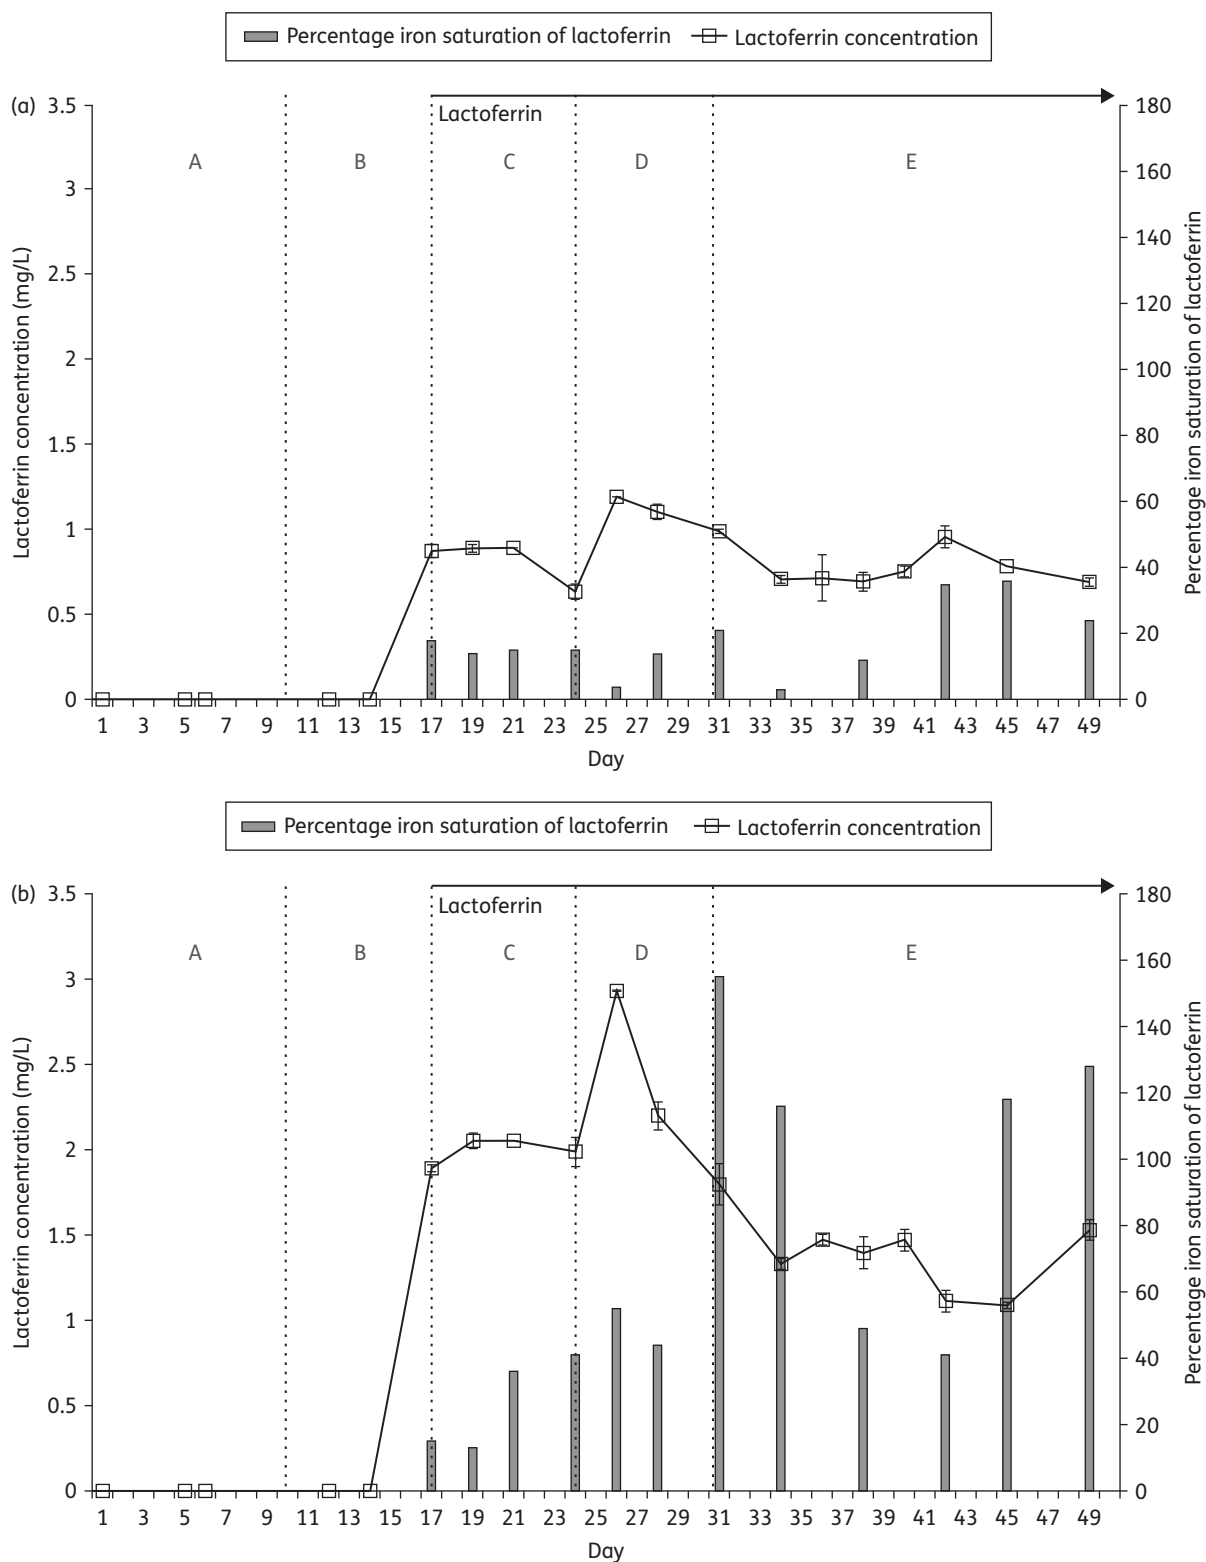 Percentage iron saturation of lactoferrin Lactoferrin concentration
(a)
Lactoferrin
A B C D E
3.5
3
2.5
2
1.5
1
0.5
0
Lactoferrin concentration (mg/L)
180
160
140
120
100
80
60
40
20
0
Percentage iron saturation of lactoferrin
1 3 5 7 9 11 13 15 17 19 21 23 25 27 29 31 33 35 37 39 41 43 45 47 49
Day
Percentage iron saturation of lactoferrin Lactoferrin concentration
(b)
Lactoferrin
A B C D E
3.5
3
2.5
2
1.5
1
0.5
0
Lactoferrin concentration (mg/L)
180
160
140
120
100
80
60
40
20
0
Percentage iron saturation of lactoferrin
1 3 5 7 9 11 13 15 17 19 21 23 25 27 29 31 33 35 37 39 41 43 45 47 49
Day